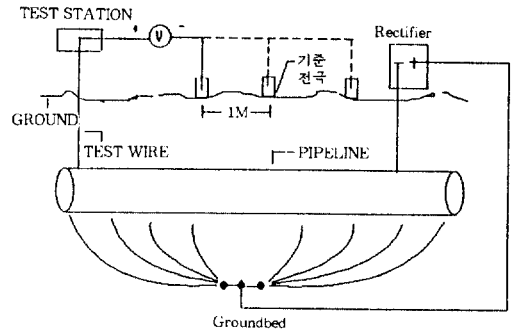 TEST STATION
+
V
-
Rectifier
기준
전극
- +
1M
GROUND
TEST WIRE
PIPELINE
Groundbed